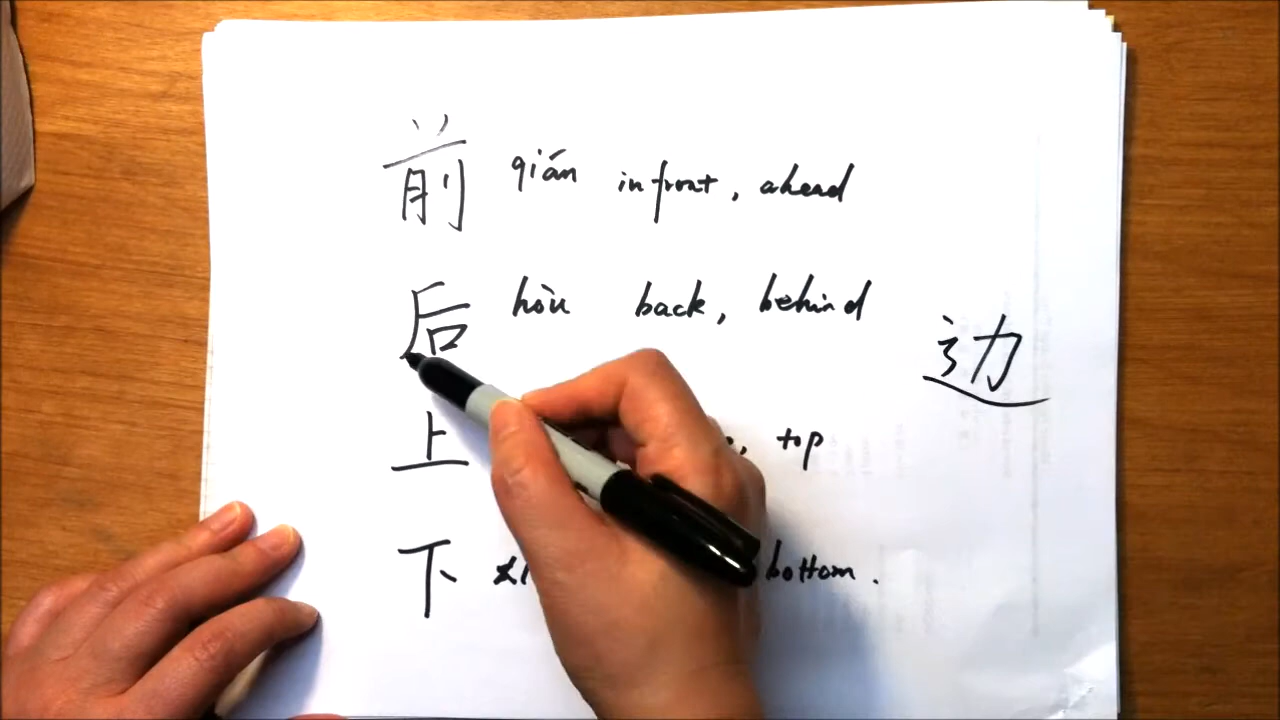 前 qián in front, ahead
后 hòu back, behind
边
上 top
下 bottom.